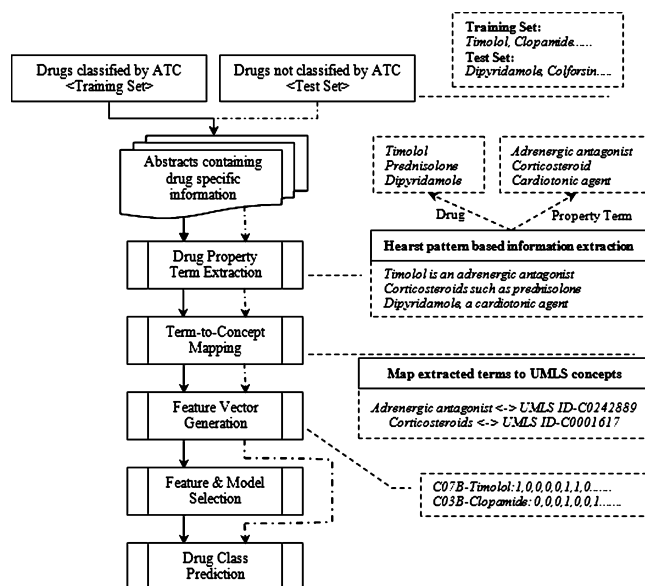 Drugs classified by ATC
<Training Set>
Drugs not classified by ATC
<Test Set>
Training Set:
Timolol, Clopamide......
Test Set:
Dipyridamole, Colforsin.....
Abstracts containing
drug specific
information
Timolol
Prednisolone
Dipyridamole
Adrenergic antagonist
Corticosteroid
Cardiotonic agent
Drug
Property Term
Hearst pattern based information extraction
Timolol is an adrenergic antagonist
Corticosteroids such as prednisolone
Dipyridamole, a cardiotonic agent
Drug Property
Term Extraction
Term-to-Concept
Mapping
Map extracted terms to UMLS concepts
Adrenergic antagonist <-> UMLS ID-C0242889
Corticosteroids <-> UMLS ID-C0001617
Feature Vector
Generation
C07B-Timolol:1,0,0,0,0,1,1,0......
C03B-Clopamide: 0,0,0,1,0,0,1.......
Feature & Model
Selection
Drug Class
Prediction